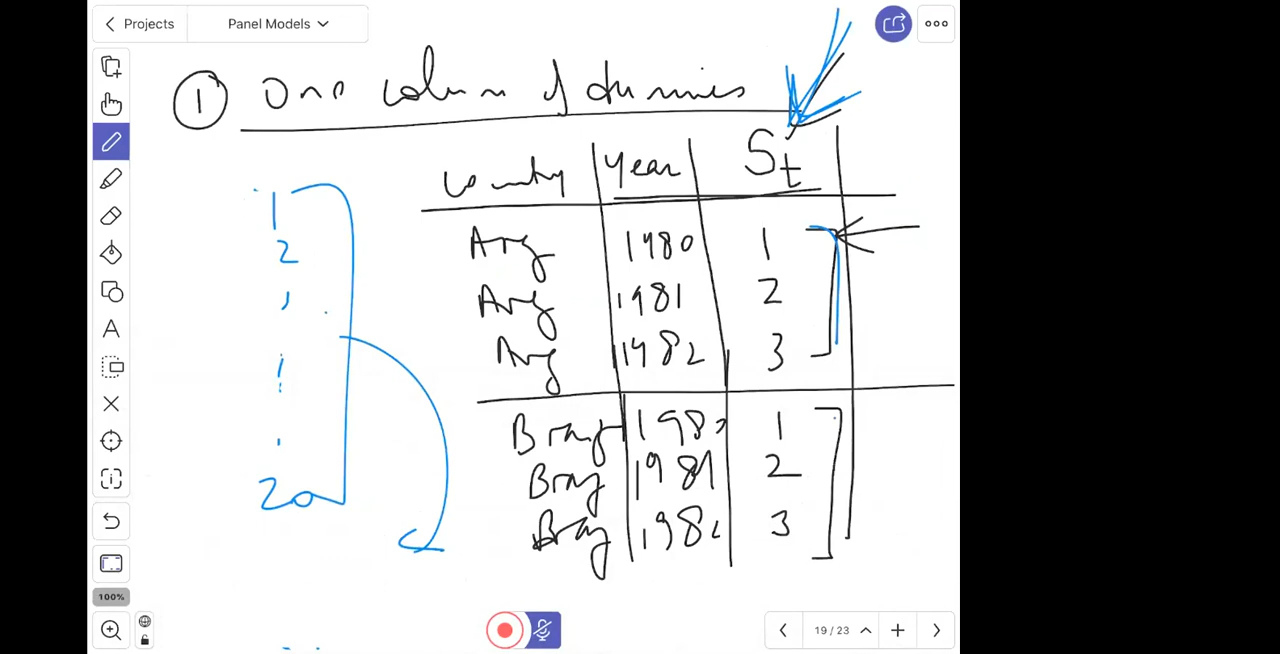 Projects
Panel Models
1 One column of dummies
Country Year St
Arg 1980 1
Arg 1981 2
Arg 1982 3
Braz 1980 1
Braz 1981 2
Braz 1982 3
1
2
20
A
100%
19 / 23